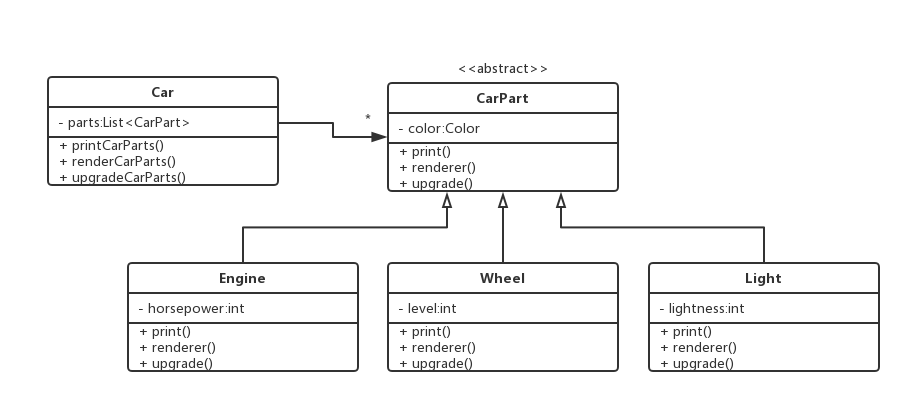 <<abstract>>
Car
- parts:List<CarPart>
+ printCarParts()
+ renderCarParts()
+ upgradeCarParts()
*
CarPart
- color:Color
+ print()
+ renderer()
+ upgrade()
Engine
- horsepower:int
+ print()
+ renderer()
+ upgrade()
Wheel
- level:int
+ print()
+ renderer()
+ upgrade()
Light
- lightness:int
+ print()
+ renderer()
+ upgrade()